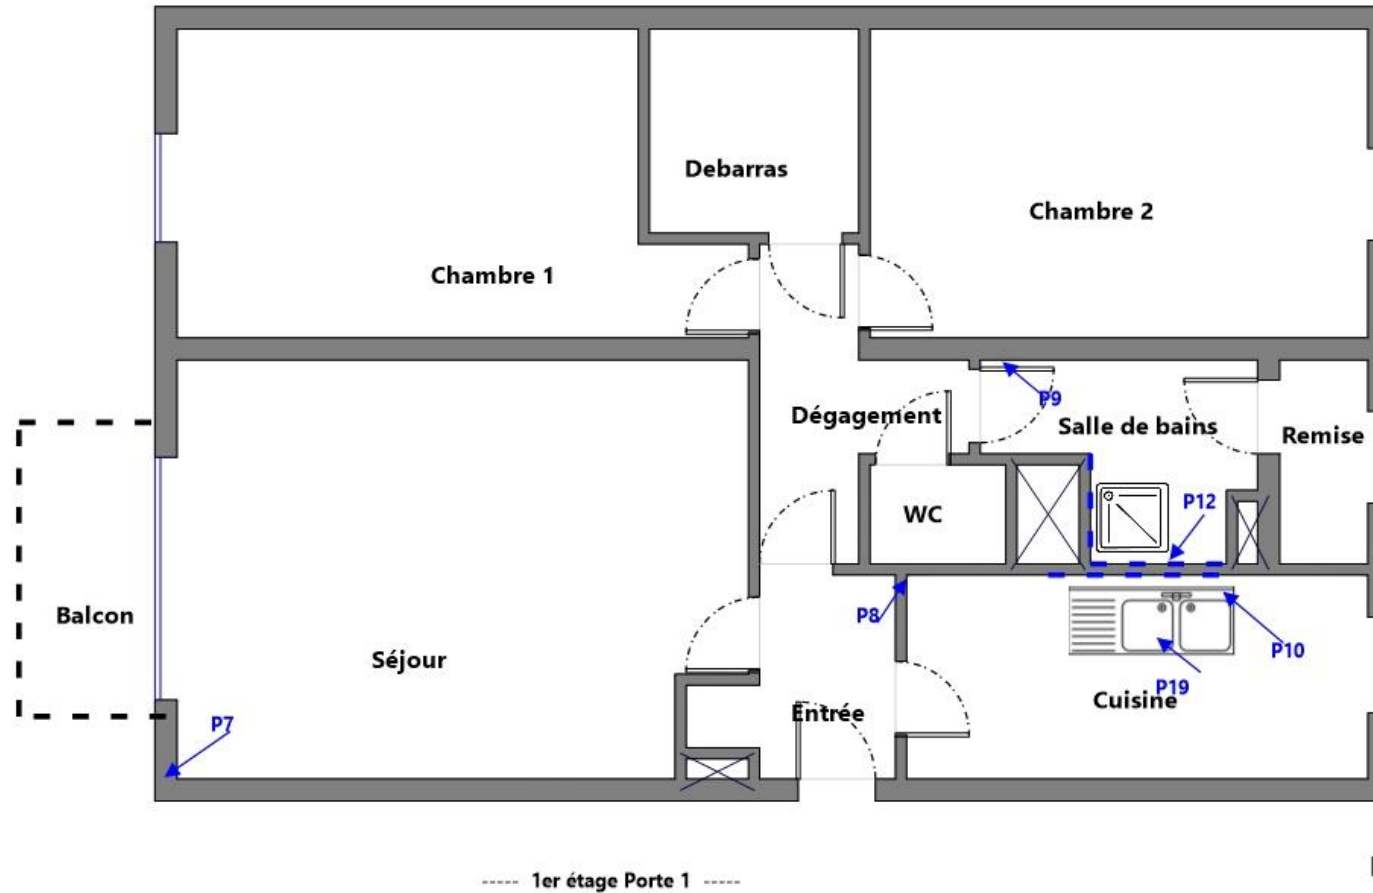 Debarras
Chambre 2
Chambre 1
P9
Dégagement
Salle de bains
Remise
P12
WC
Balcon
P8
Séjour
P10
P19
Cuisine
Entrée
P7
----- 1er étage Porte 1 -----